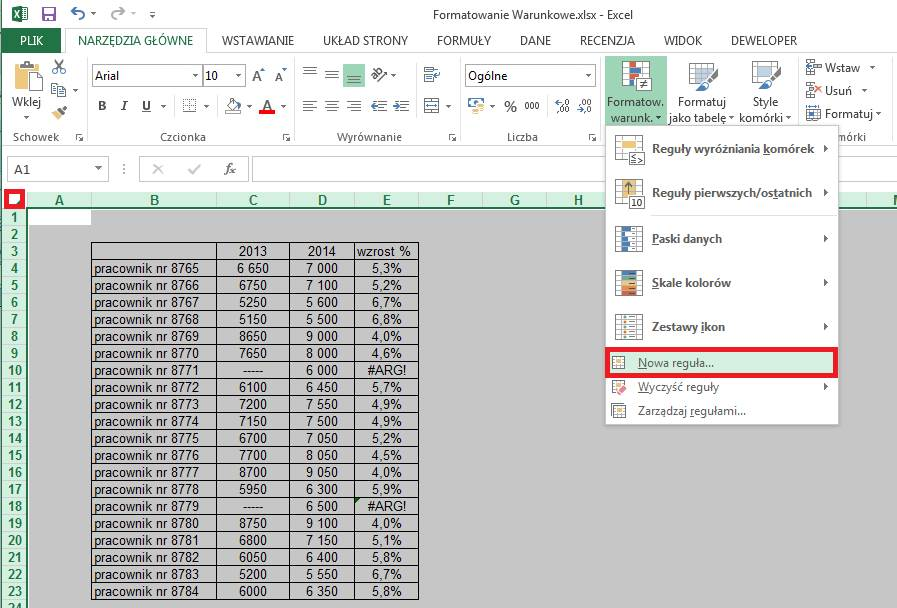 Formatowanie Warunkowe.xlsx - Excel
PLIK NARZĘDZIA GŁÓWNE WSTAWIANIE UKŁAD STRONY FORMUŁY DANE RECENZJA WIDOK DEWELOPER
Wklej
Arial 10
B I U A
Ogólne
% 000
Formatow. warunk.
Formatuj jako tabelę
Style komórki
Wstaw
Usuń
Formatuj
Schowek Czcionka Wyrównanie Liczba mórki
A1 fx
Reguły wyróżniania komórek
Reguły pierwszych/ostatnich
Paski danych
Skale kolorów
Zestawy ikon
Nowa reguła...
Wyczyść reguły
Zarządzaj regułami...
A B C D E F G H
1
2
3 2013 2014 wzrost %
4 pracownik nr 8765 6 650 7 000 5,3%
5 pracownik nr 8766 6750 7 100 5,2%
6 pracownik nr 8767 5250 5 600 6,7%
7 pracownik nr 8768 5150 5 500 6,8%
8 pracownik nr 8769 8650 9 000 4,0%
9 pracownik nr 8770 7650 8 000 4,6%
10 pracownik nr 8771 ----- 6 000 #ARG!
11 pracownik nr 8772 6100 6 450 5,7%
12 pracownik nr 8773 7200 7 550 4,9%
13 pracownik nr 8774 7150 7 500 4,9%
14 pracownik nr 8775 6700 7 050 5,2%
15 pracownik nr 8776 7700 8 050 4,5%
16 pracownik nr 8777 8700 9 050 4,0%
17 pracownik nr 8778 5950 6 300 5,9%
18 pracownik nr 8779 ----- 6 500 #ARG!
19 pracownik nr 8780 8750 9 100 4,0%
20 pracownik nr 8781 6800 7 150 5,1%
21 pracownik nr 8782 6050 6 400 5,8%
22 pracownik nr 8783 5200 5 550 6,7%
23 pracownik nr 8784 6000 6 350 5,8%